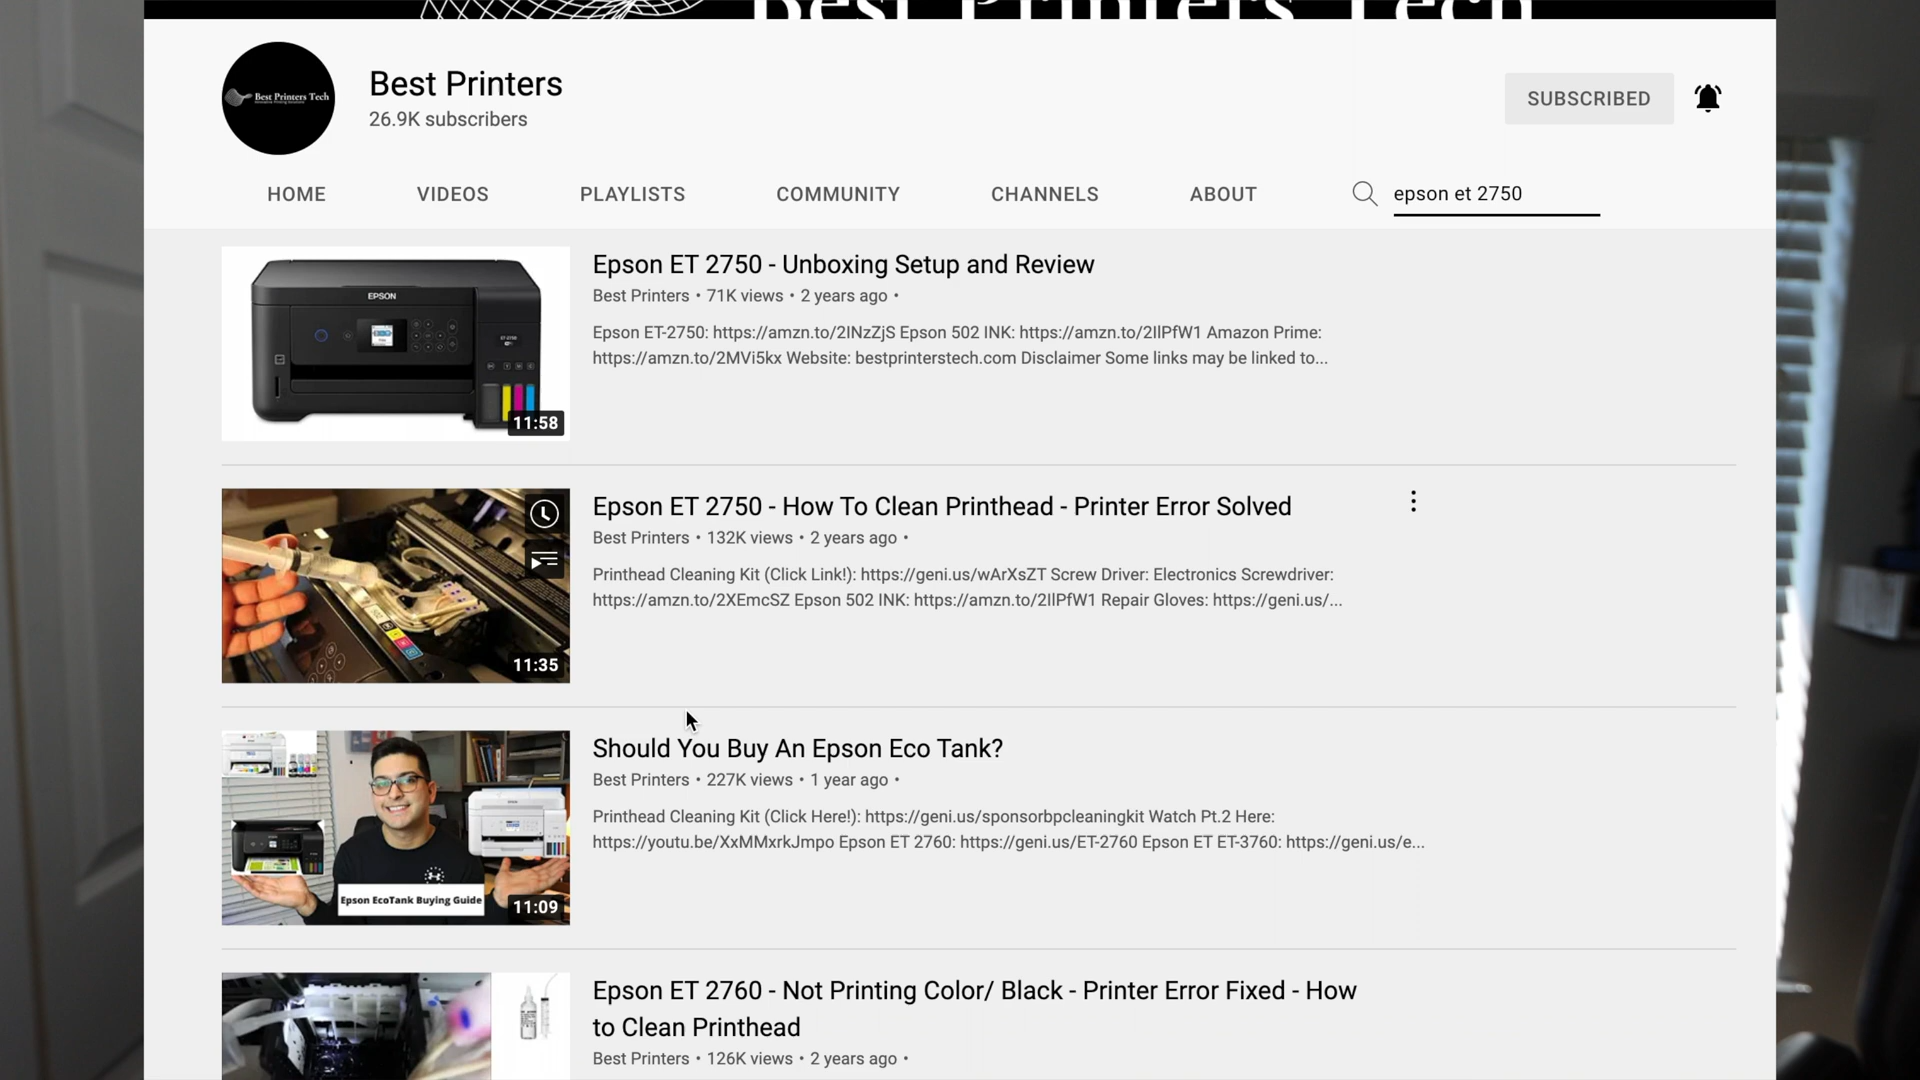 Best Printers Tech
Best Printers Tech
Best Printers
26.9K subscribers
SUBSCRIBED
HOME VIDEOS PLAYLISTS COMMUNITY CHANNELS ABOUT epson et 2750
EPSON
11:58
Epson ET 2750 - Unboxing Setup and Review
Best Printers • 71K views • 2 years ago •
Epson ET-2750: https://amzn.to/2INzZjS Epson 502 INK: https://amzn.to/2IlPfW1 Amazon Prime:
https://amzn.to/2MVi5kx Website: bestprinterstech.com Disclaimer Some links may be linked to...
11:35
Epson ET 2750 - How To Clean Printhead - Printer Error Solved
Best Printers • 132K views • 2 years ago •
Printhead Cleaning Kit (Click Link!): https://geni.us/wArXsZT Screw Driver: Electronics Screwdriver:
https://amzn.to/2XEmcSZ Epson 502 INK: https://amzn.to/2IlPfW1 Repair Gloves: https://geni.us/...
Epson EcoTank Buying Guide
11:09
Should You Buy An Epson Eco Tank?
Best Printers • 227K views • 1 year ago •
Printhead Cleaning Kit (Click Here!): https://geni.us/sponsorbpcleaningkit Watch Pt.2 Here:
https://youtu.be/XxMMxrkJmpo Epson ET 2760: https://geni.us/ET-2760 Epson ET ET-3760: https://geni.us/e...
Epson ET 2760 - Not Printing Color/ Black - Printer Error Fixed - How
to Clean Printhead
Best Printers • 126K views • 2 years ago •